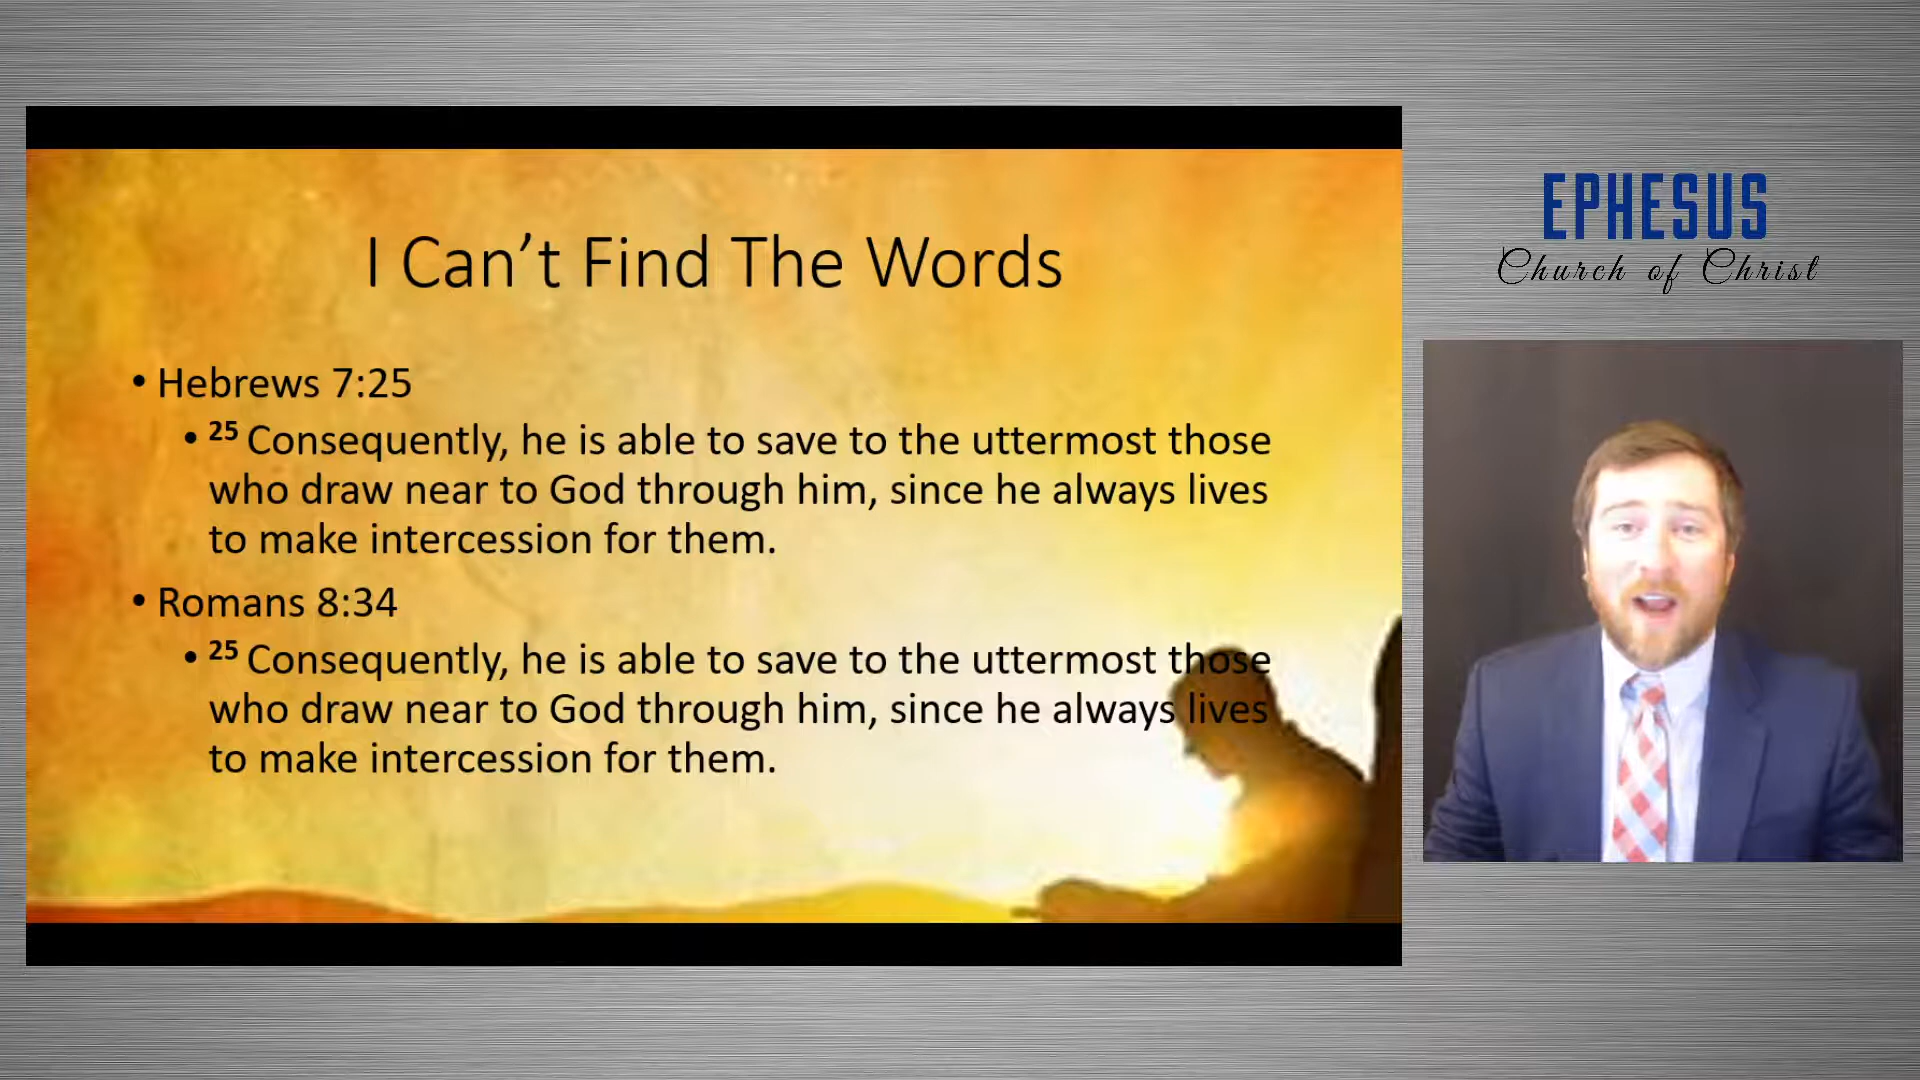 I Can't Find The Words
• Hebrews 7:25
• 25 Consequently, he is able to save to the uttermost those
who draw near to God through him, since he always lives
to make intercession for them.
• Romans 8:34
• 25 Consequently, he is able to save to the uttermost those
who draw near to God through him, since he always lives
to make intercession for them.
EPHESUS
Church of Christ